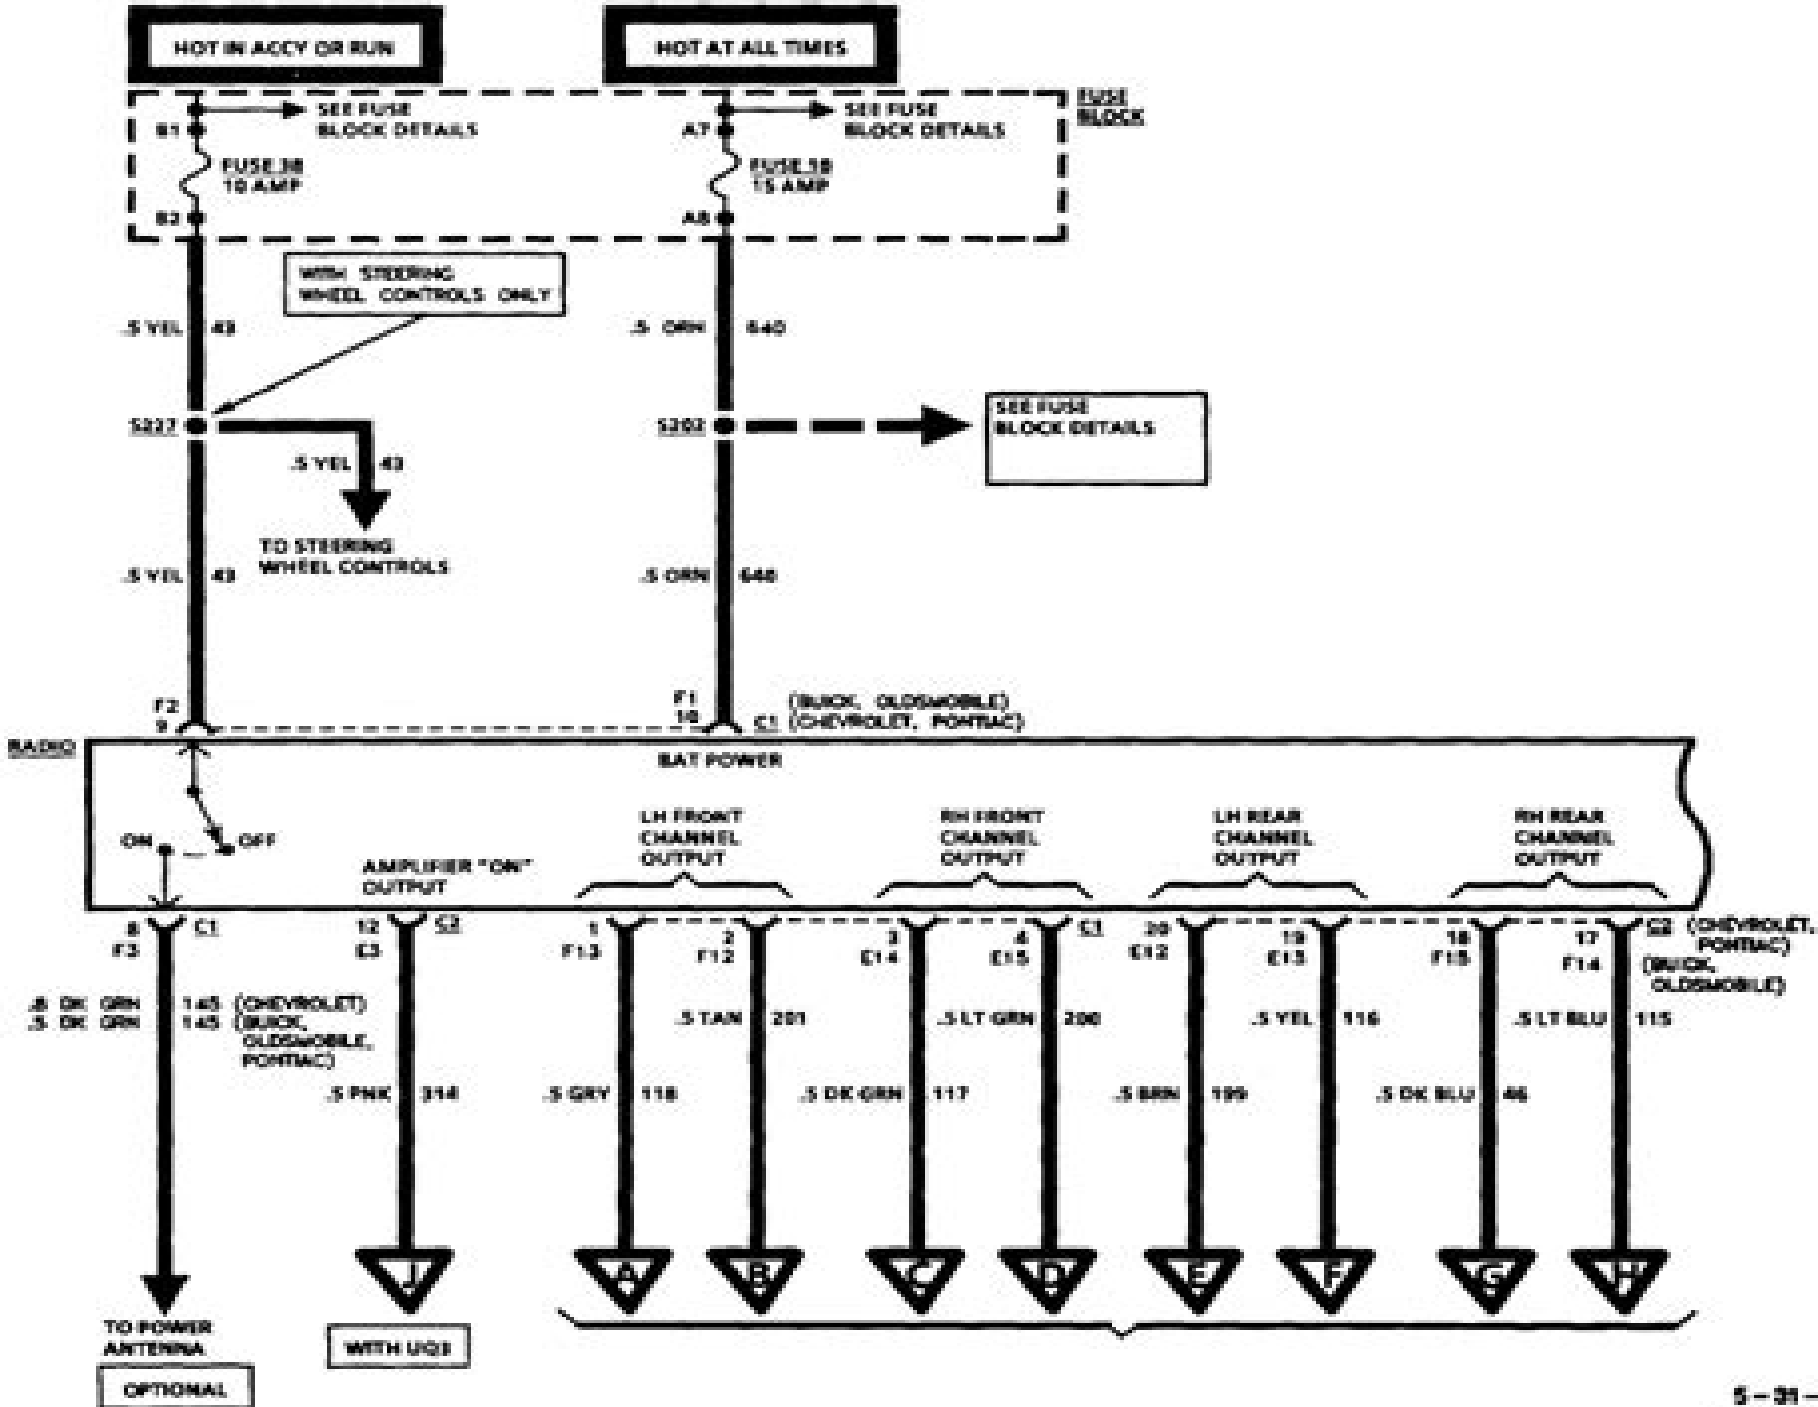 HOT IN ACCY OR RUN
HOT AT ALL TIMES
SEE FUSE
BLOCK DETAILS
SEE FUSE
BLOCK DETAILS
FUSE
BLOCK
B1
A7
FUSE 3B
10 AMP
FUSE 1B
15 AMP
B2
A8
WITH STEERING
WHEEL CONTROLS ONLY
.5 YEL 43
.5 ORN 640
S227
S202
SEE FUSE
BLOCK DETAILS
.5 YEL 43
TO STEERING
WHEEL CONTROLS
.5 YEL 43
.5 ORN 640
F2
9
F1 (BUICK, OLDSMOBILE)
10 C1 (CHEVROLET, PONTIAC)
RADIO
BAT POWER
ON
OFF
AMPLIFIER "ON"
OUTPUT
LH FRONT
CHANNEL
OUTPUT
RH FRONT
CHANNEL
OUTPUT
LH REAR
CHANNEL
OUTPUT
RH REAR
CHANNEL
OUTPUT
8 C1
F3
12 C2
E3
1
F13
2
F12
3
E14
C1
E15
20
E12
19
E13
18
F15
17
F14
C2 (CHEVROLET,
PONTIAC)
(BUICK,
OLDSMOBILE)
.8 DK GRN 145 (CHEVROLET)
.5 DK GRN 145 (BUICK,
OLDSMOBILE,
PONTIAC)
.5 TAN 201
.5 LT GRN 200
.5 YEL 116
.5 LT BLU 115
.5 PNK 314
.5 GRY 118
.5 DK GRN 117
.5 BRN 199
.5 DK BLU 46
J
A
B
C
D
E
F
G
H
TO POWER
ANTENNA
OPTIONAL
WITH UQ3